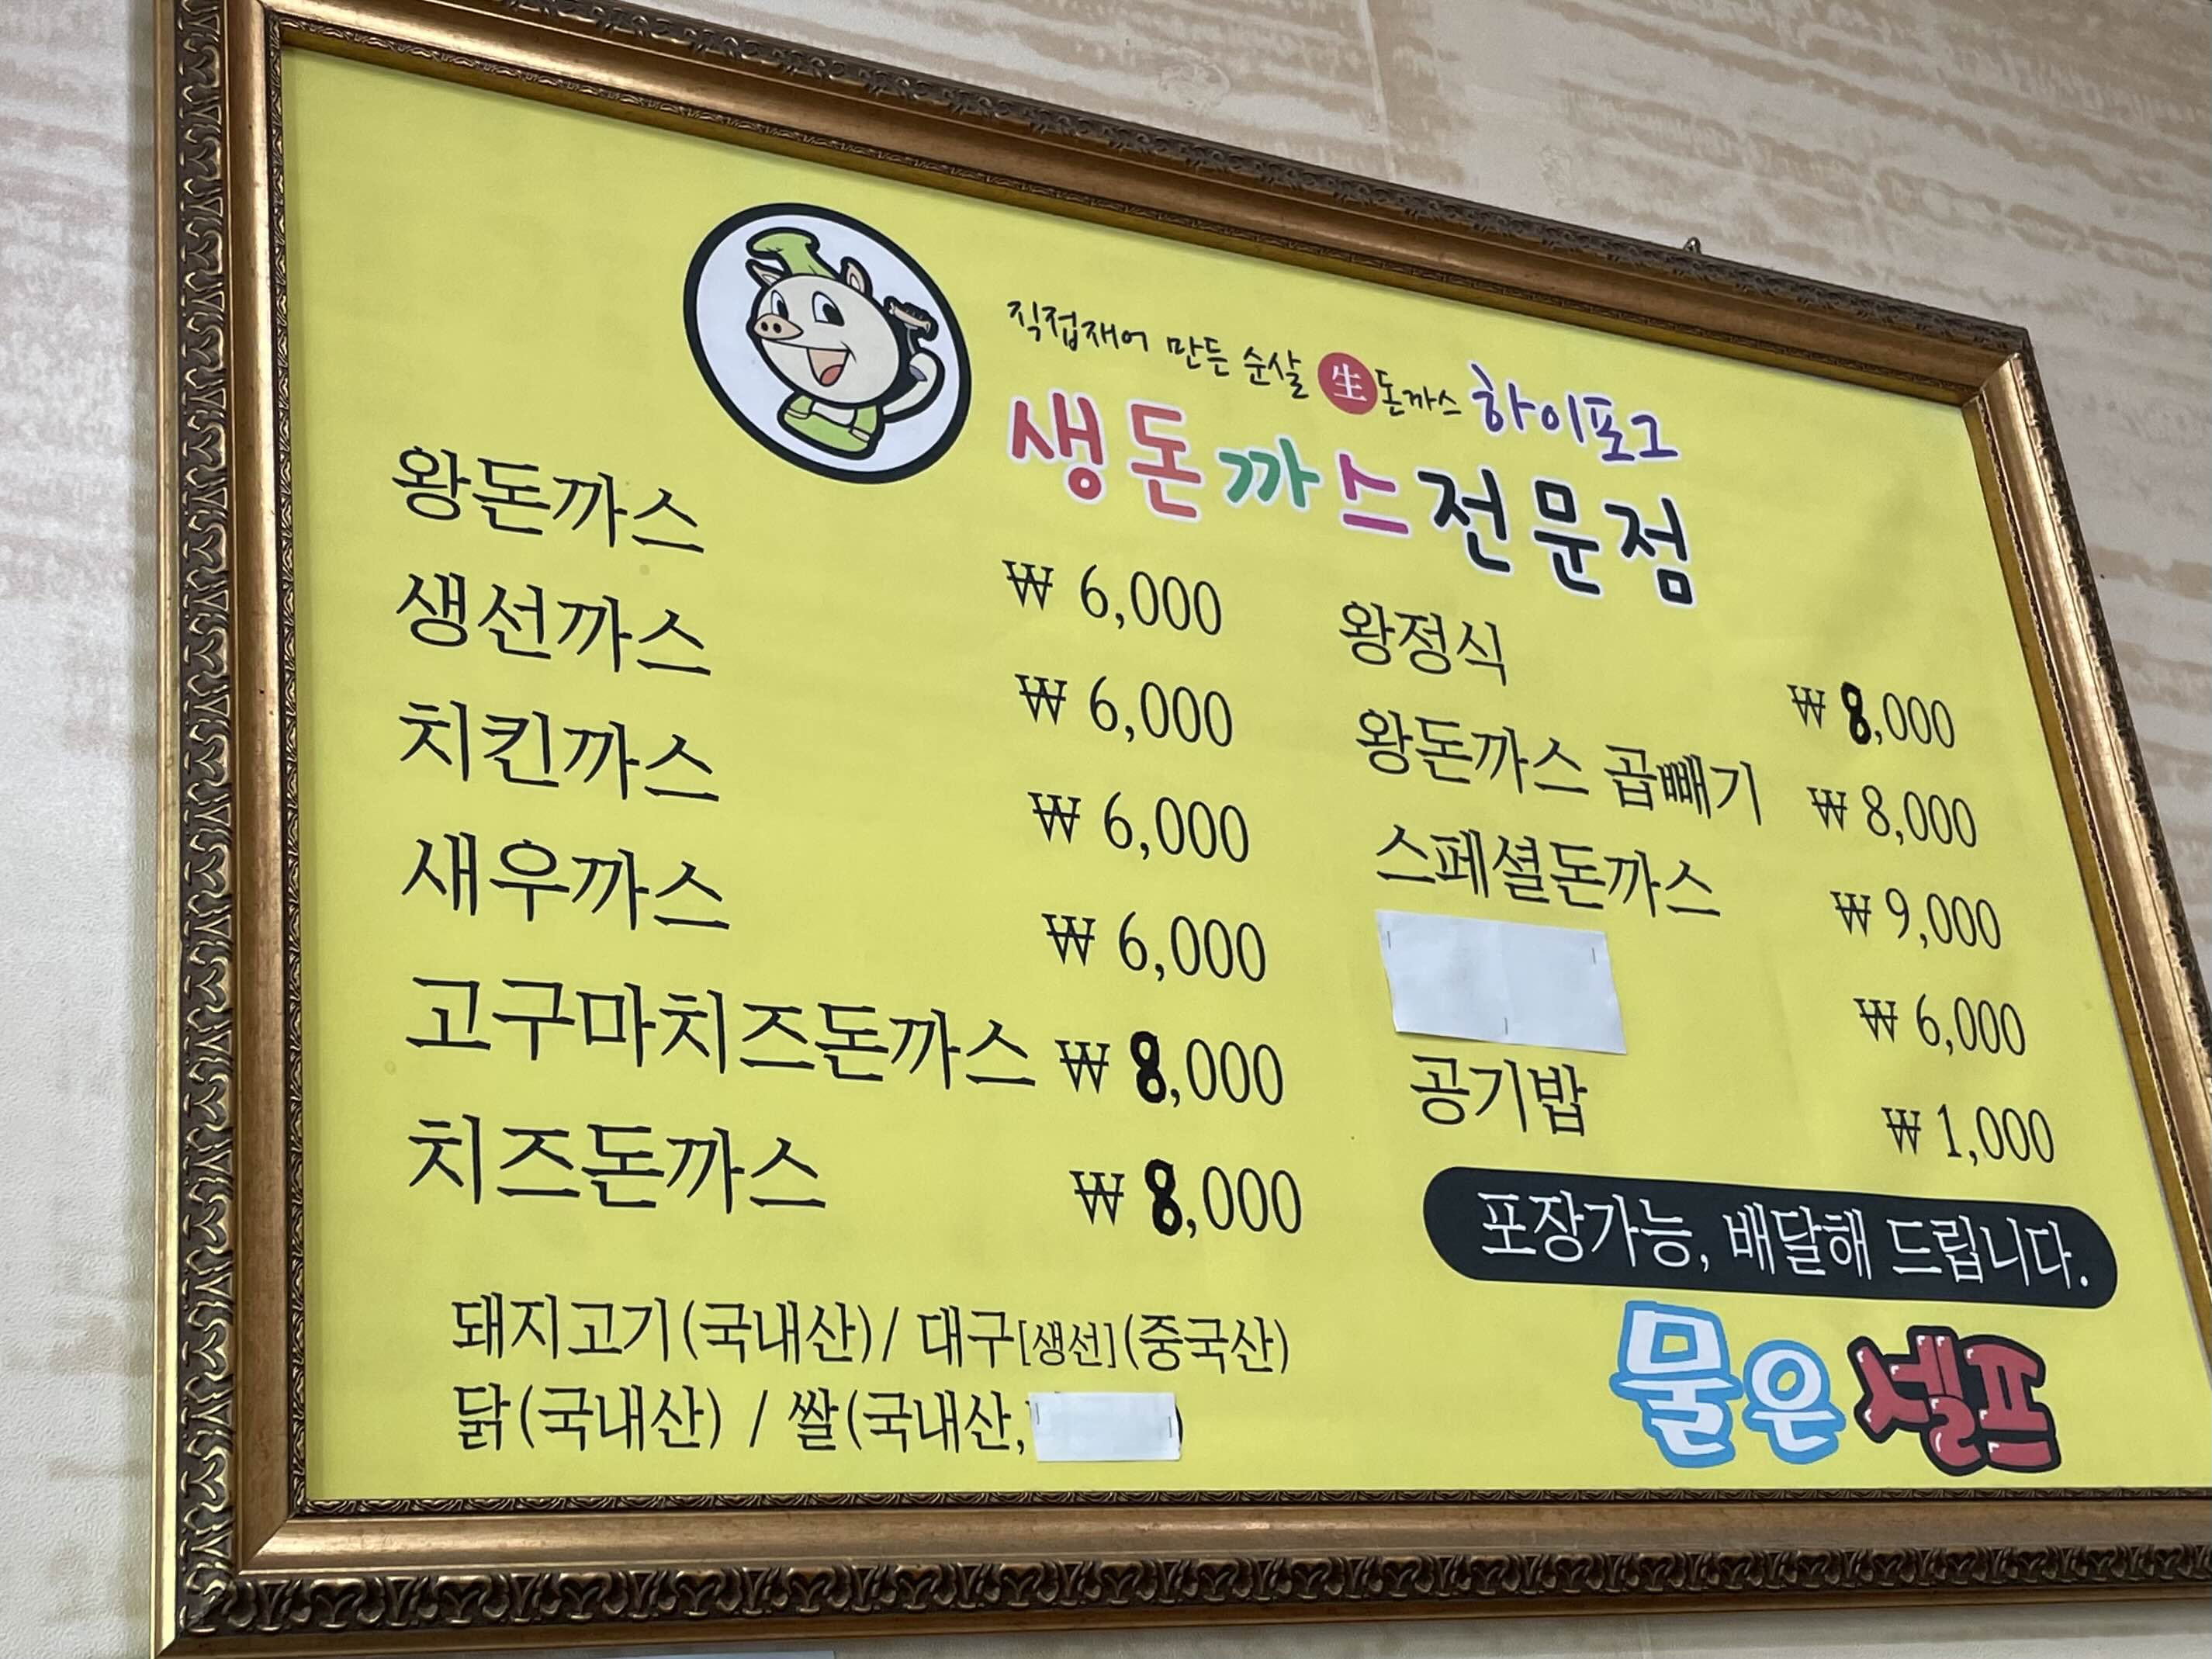 직접재어 만든 순살 生돈까스 하이포그
생돈까스전문점
왕돈까스 ₩ 6,000
생선까스 ₩ 6,000
치킨까스 ₩ 6,000
새우까스 ₩ 6,000
고구마치즈돈까스 ₩ 8,000
치즈돈까스 ₩ 8,000
왕정식 ₩ 8,000
왕돈까스 곱빼기 ₩ 8,000
스페셜돈까스 ₩ 9,000
₩ 6,000
공기밥 ₩ 1,000
포장가능, 배달해 드립니다.
돼지고기(국내산)/ 대구[생선](중국산)
닭(국내산) / 쌀(국내산, )
물은 셀프